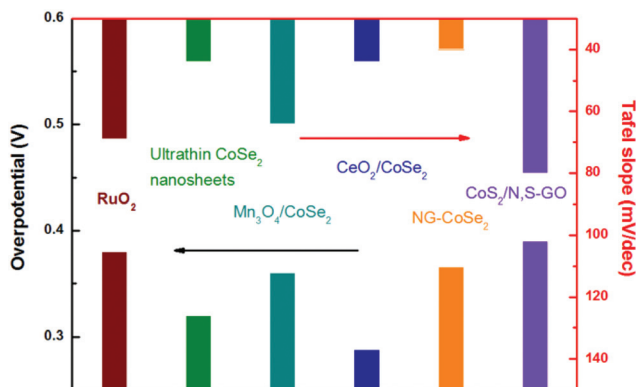 0.6
0.5
0.4
0.3
Overpotential (V)
40
60
80
100
120
140
Tafel slope (mV/dec)
RuO₂
Ultrathin CoSe₂
nanosheets
Mn₃O₄/CoSe₂
CeO₂/CoSe₂
NG-CoSe₂
CoS₂/N,S-GO